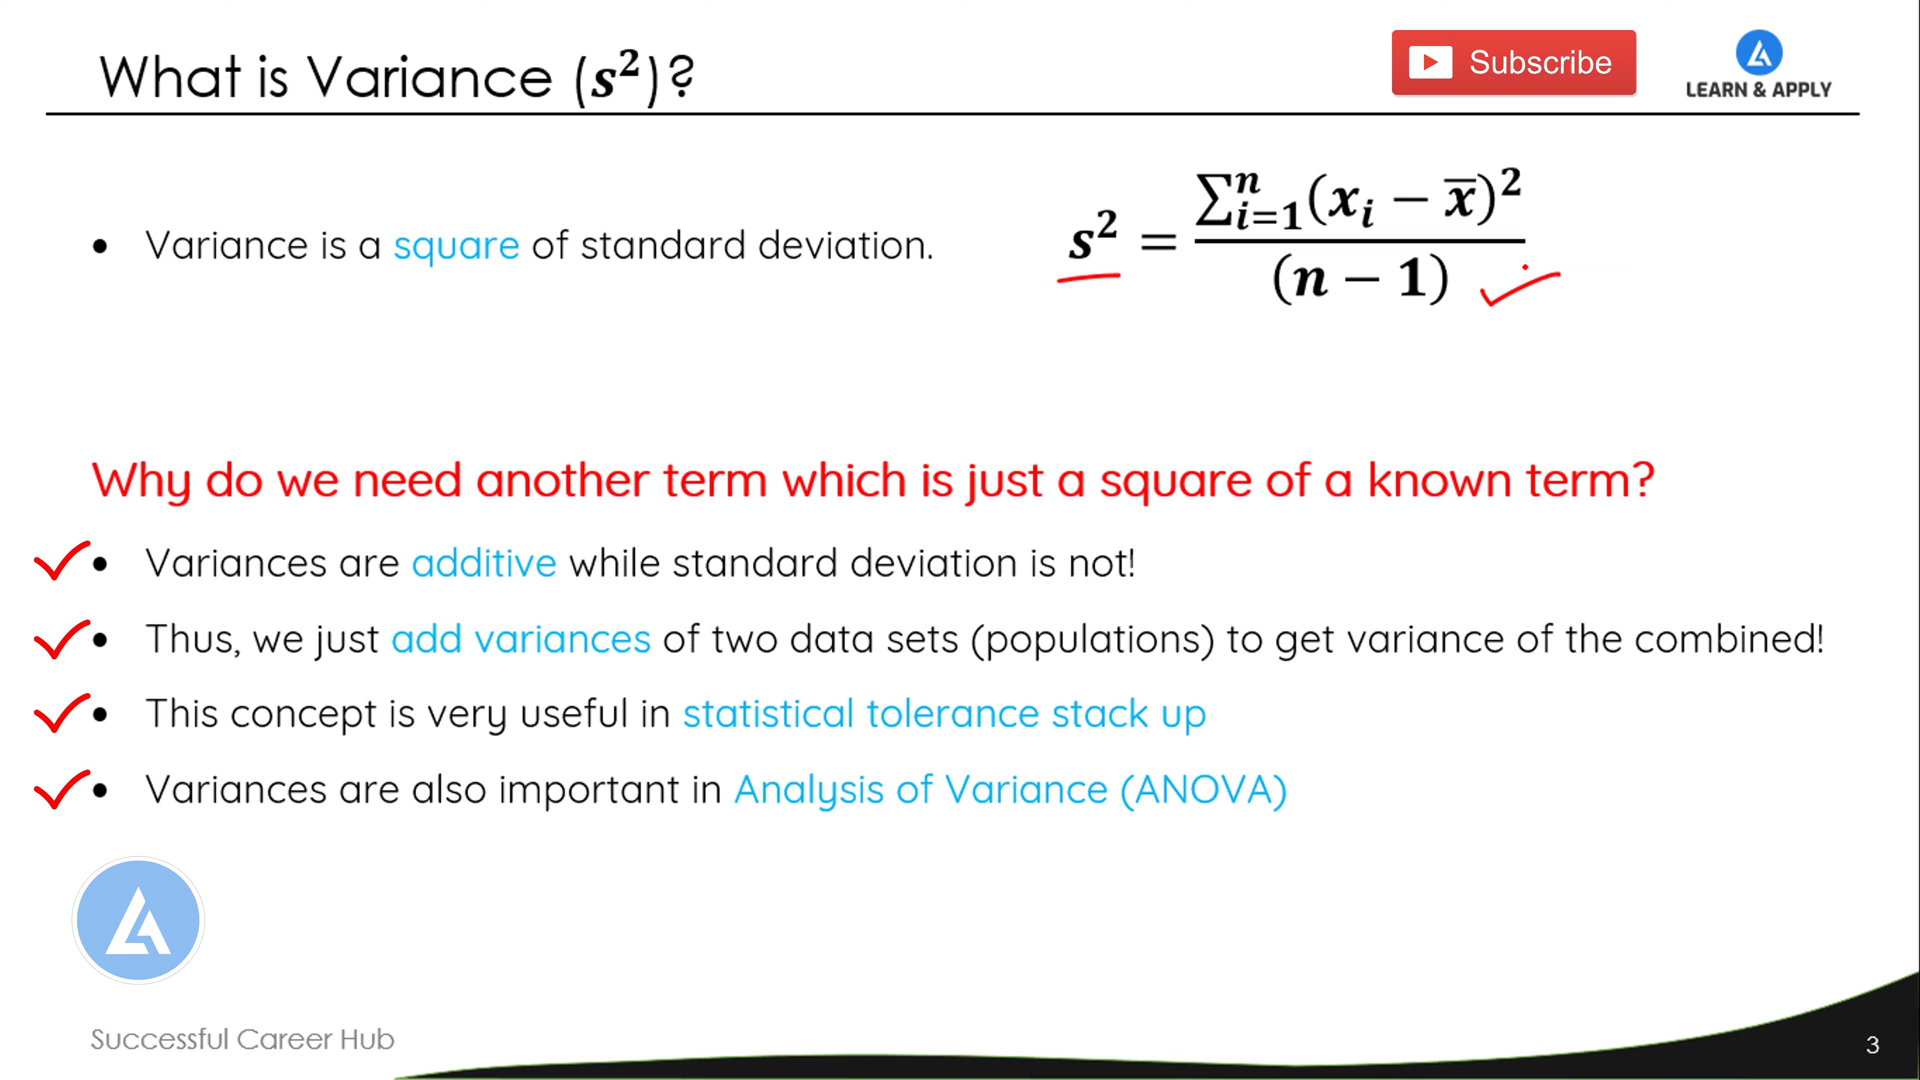 What is Variance (s²)?
Subscribe
LEARN & APPLY
• Variance is a square of standard deviation.
s² = ∑ⁿᵢ₌₁(xᵢ − x̅)² / (n − 1)
Why do we need another term which is just a square of a known term?
• Variances are additive while standard deviation is not!
• Thus, we just add variances of two data sets (populations) to get variance of the combined!
• This concept is very useful in statistical tolerance stack up
• Variances are also important in Analysis of Variance (ANOVA)
Successful Career Hub
3